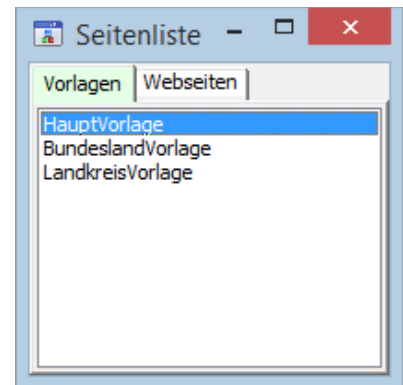 Seitenliste
Vorlagen Webseiten
HauptVorlage
BundeslandVorlage
LandkreisVorlage